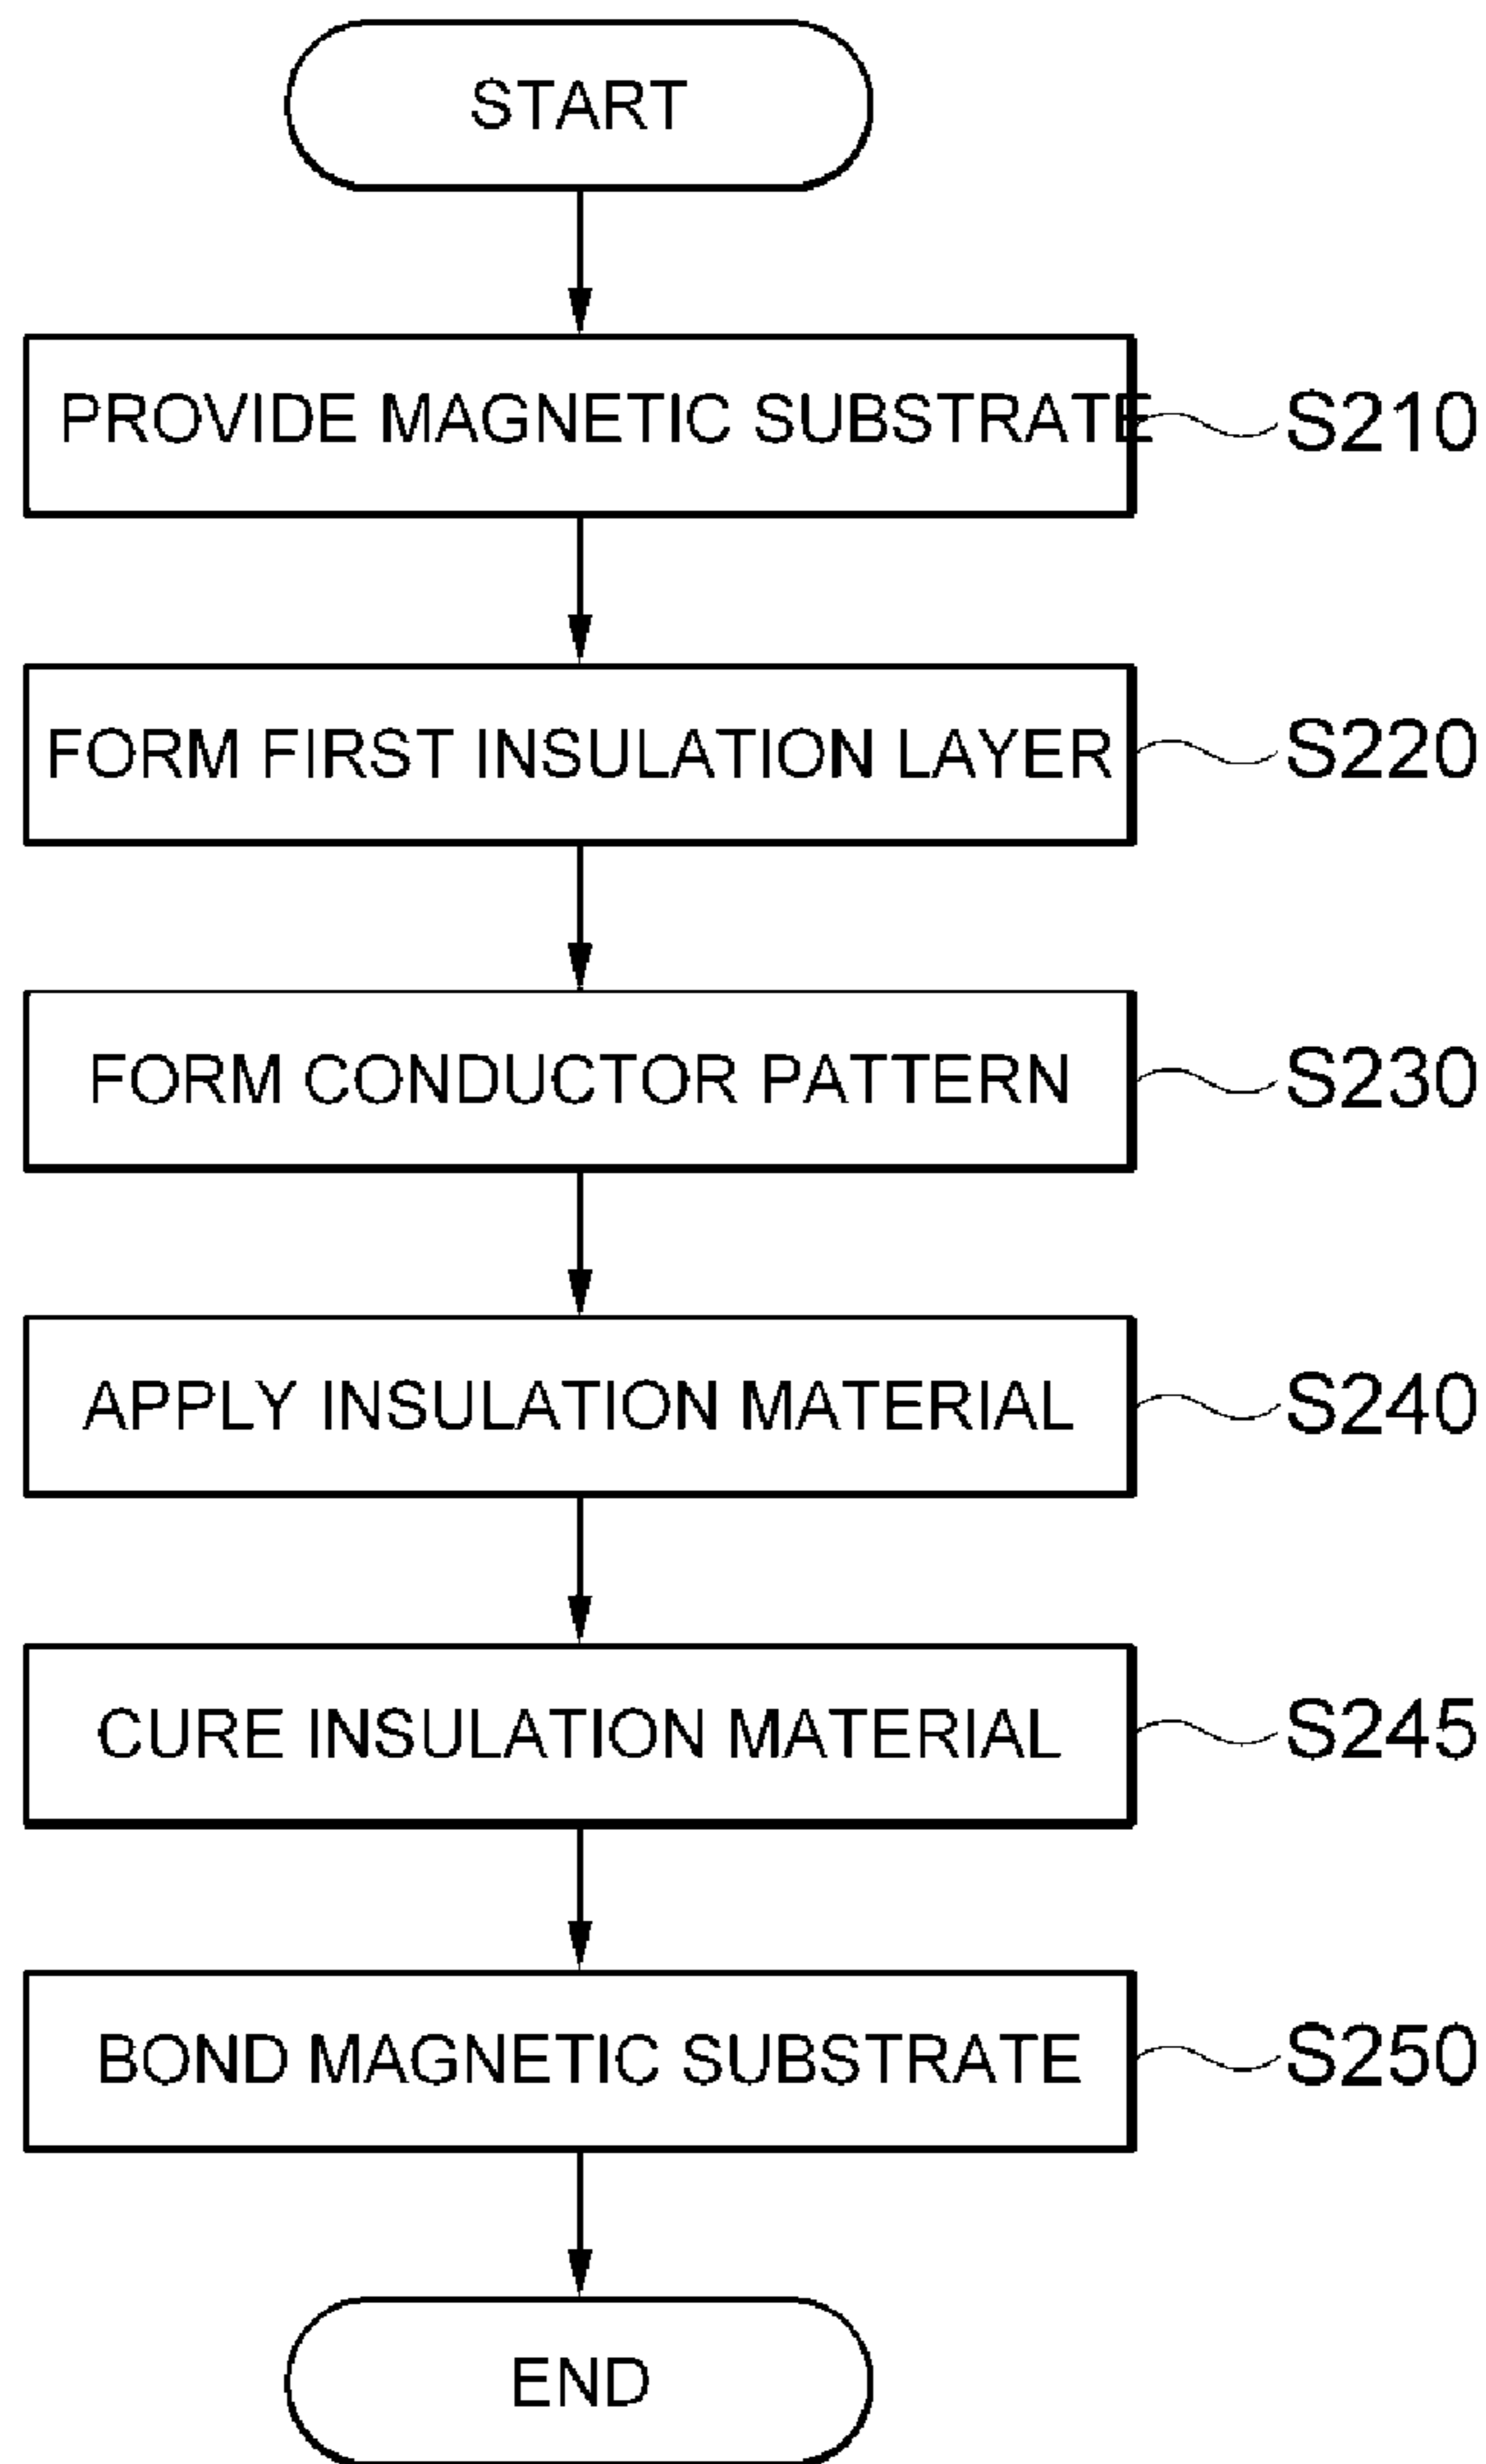 START
PROVIDE MAGNETIC SUBSTRATE S210
FORM FIRST INSULATION LAYER S220
FORM CONDUCTOR PATTERN S230
APPLY INSULATION MATERIAL S240
CURE INSULATION MATERIAL S245
BOND MAGNETIC SUBSTRATE S250
END